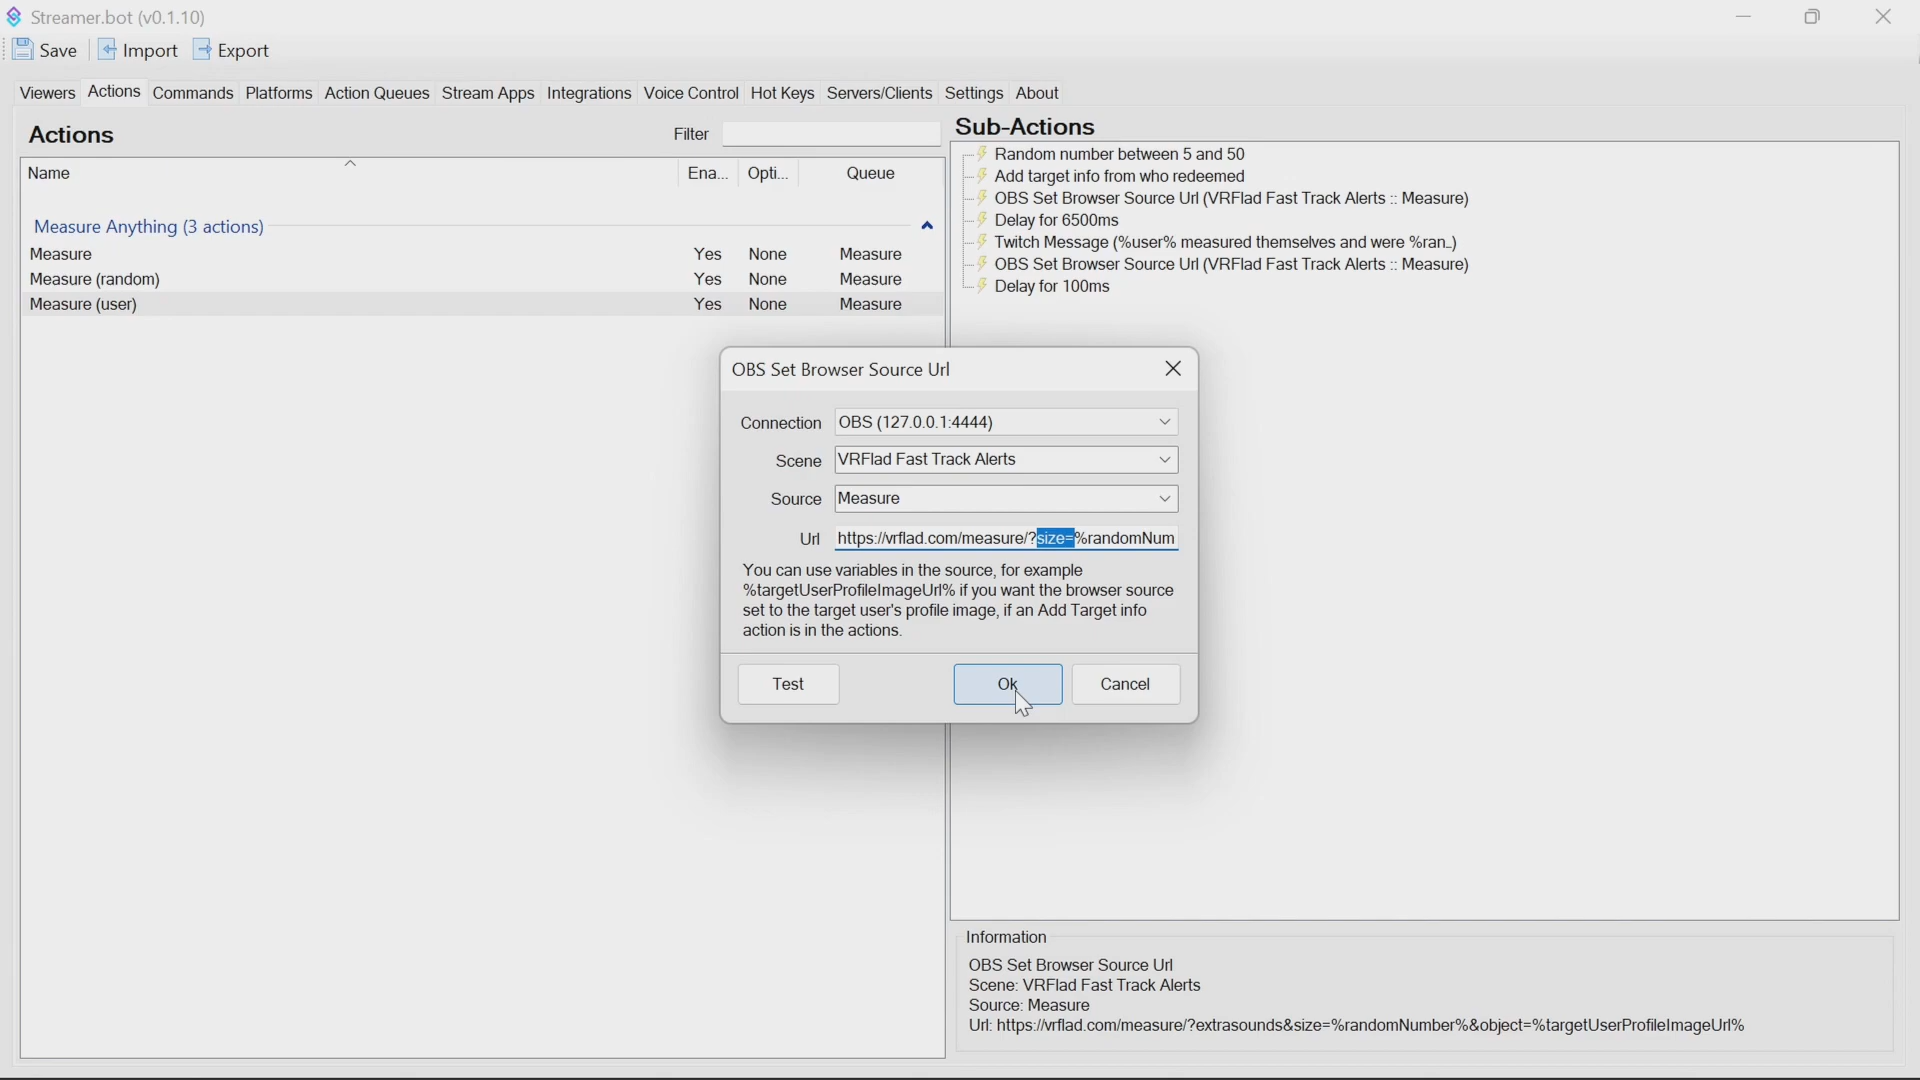 Streamer.bot (v0.1.10)
Save Import Export
Viewers Actions Commands Platforms Action Queues Stream Apps Integrations Voice Control Hot Keys Servers/Clients Settings About
Actions
Filter
Name Ena... Opti... Queue
Measure Anything (3 actions)
Measure Yes None Measure
Measure (random) Yes None Measure
Measure (user) Yes None Measure
Sub-Actions
Random number between 5 and 50
Add target info from who redeemed
OBS Set Browser Source Url (VRFlad Fast Track Alerts :: Measure)
Delay for 6500ms
Twitch Message (%user% measured themselves and were %ran..)
OBS Set Browser Source Url (VRFlad Fast Track Alerts :: Measure)
Delay for 100ms
OBS Set Browser Source Url
Connection OBS (127.0.0.1:4444)
Scene VRFlad Fast Track Alerts
Source Measure
Url https://vrflad.com/measure/?size=%randomNum
You can use variables in the source, for example
%targetUserProfileImageUrl% if you want the browser source
set to the target user's profile image, if an Add Target info
action is in the actions.
Test Ok Cancel
Information
OBS Set Browser Source Url
Scene: VRFlad Fast Track Alerts
Source: Measure
Url: https://vrflad.com/measure/?extrasounds&size=%randomNumber%&object=%targetUserProfileImageUrl%